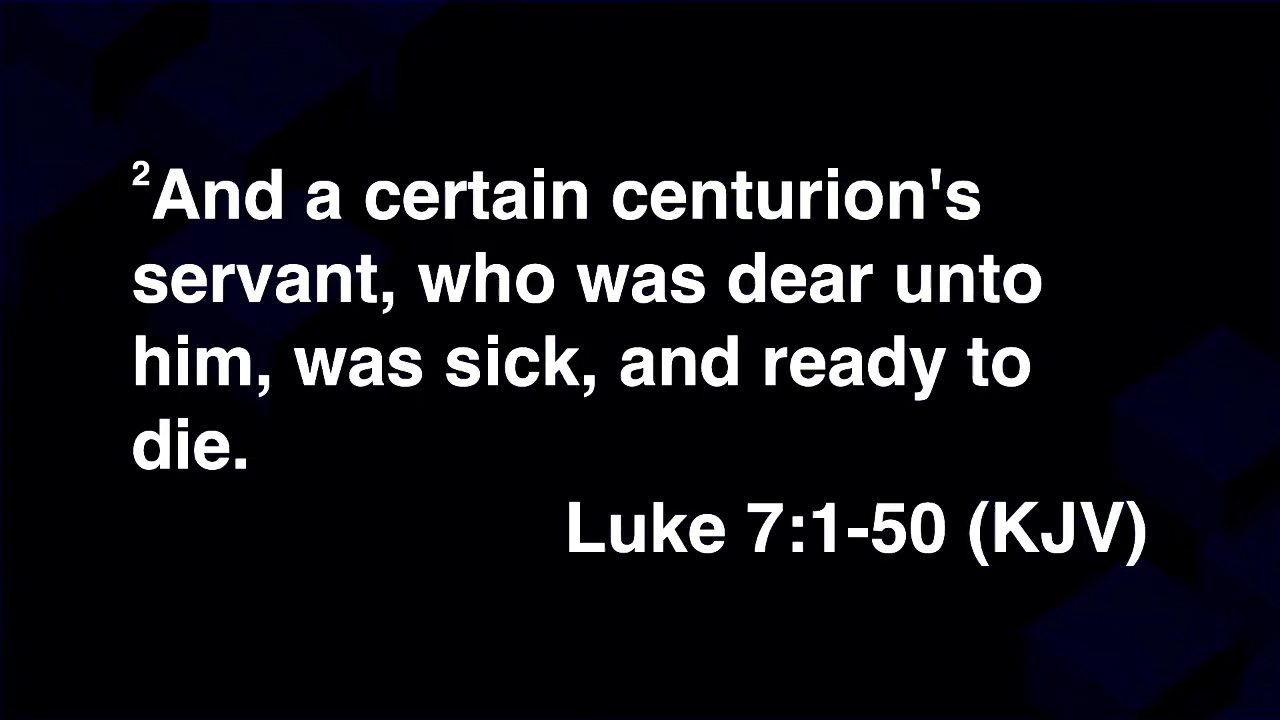 ²And a certain centurion's
servant, who was dear unto
him, was sick, and ready to
die.
Luke 7:1-50 (KJV)